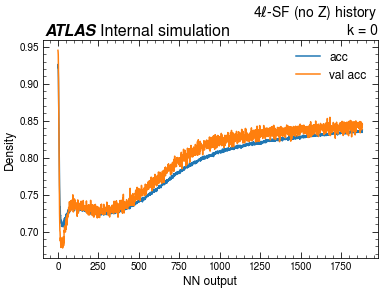 4ℓ-SF (no Z) history
ATLAS Internal simulation
k = 0
acc
val acc
0.95
0.90
0.85
0.80
0.75
0.70
Density
0 250 500 750 1000 1250 1500 1750
NN output